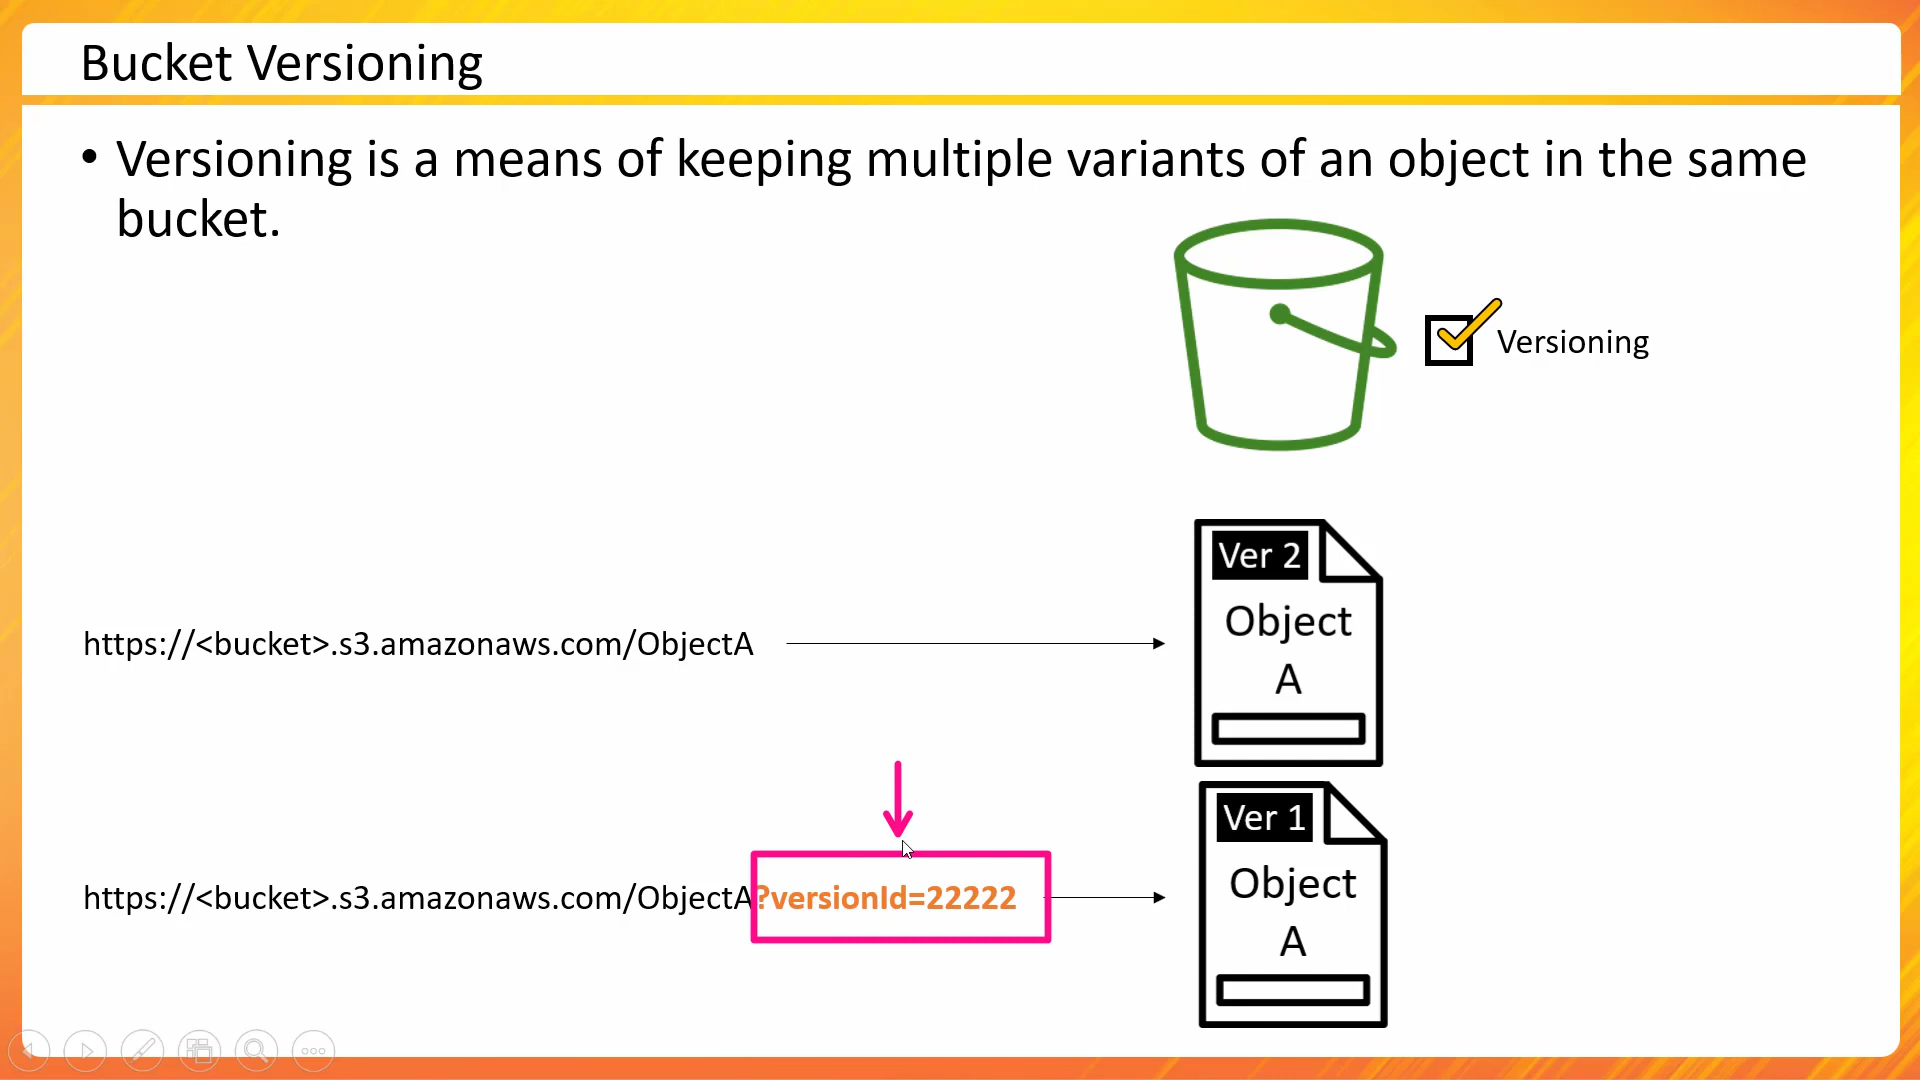 Bucket Versioning
• Versioning is a means of keeping multiple variants of an object in the same
bucket.
Versioning
Ver 2
Object
A
https://<bucket>.s3.amazonaws.com/ObjectA
Ver 1
Object
A
https://<bucket>.s3.amazonaws.com/ObjectA?versionId=22222